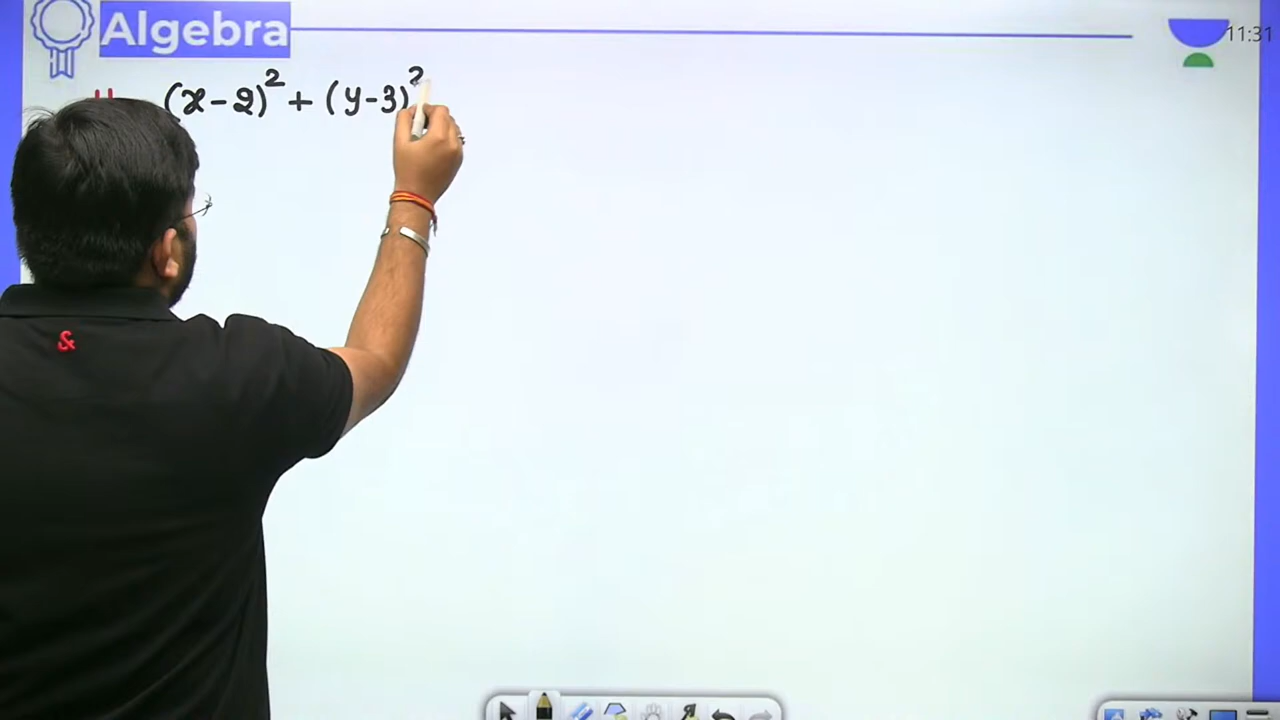 Algebra
11:31
(x-2)² + (y-3)²
&